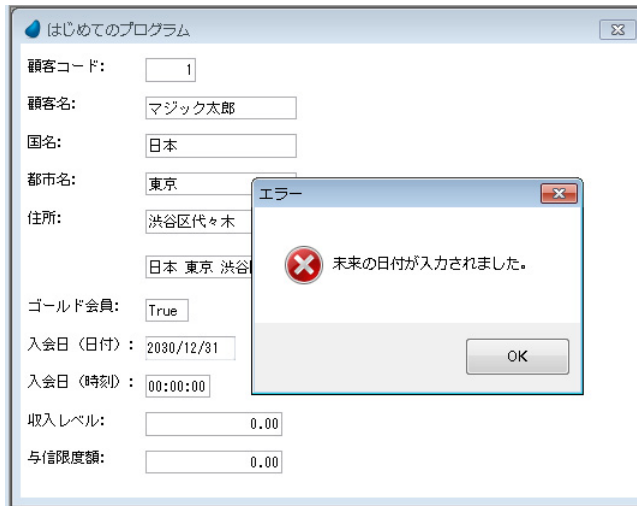 はじめてのプログラム
顧客コード: 1
顧客名: マジック太郎
国名: 日本
都市名: 東京
住所: 渋谷区代々木
日本 東京 渋谷
ゴールド会員: True
入会日(日付): 2030/12/31
入会日(時刻): 00:00:00
収入レベル: 0.00
与信限度額: 0.00
エラー
未来の日付が入力されました。
OK